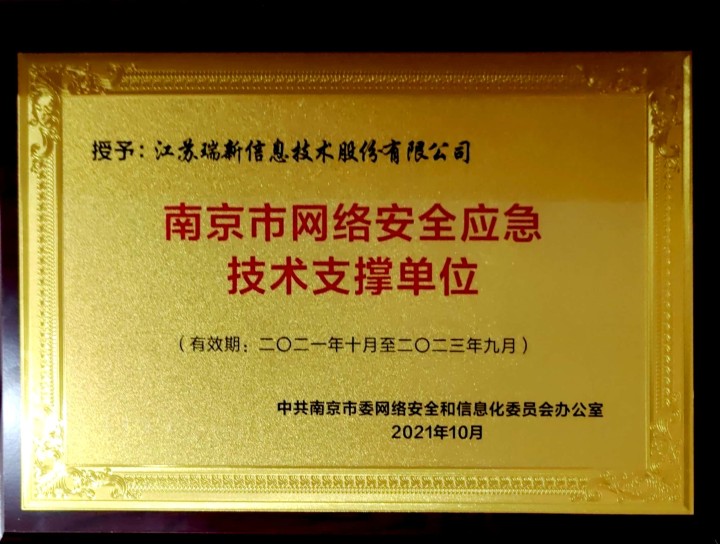 授予：江苏瑞新信息技术股份有限公司
南京市网络安全应急
技术支撑单位
（有效期：二〇二一年十月至二〇二三年九月）
中共南京市委网络安全和信息化委员会办公室
2021年10月